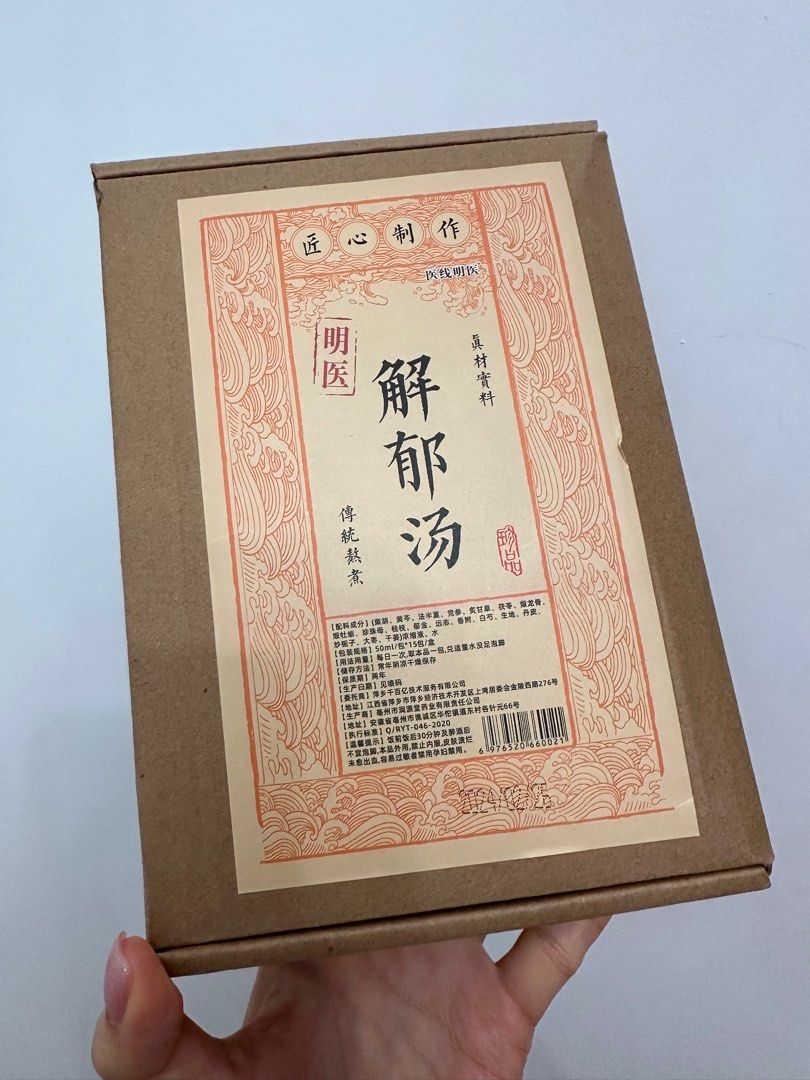 匠心制作
医线明医
真材實料
明医
解郁汤
傳統熬煮
珍品
【配料成分】(柴胡、黄芩、法半夏、党参、炙甘草、茯苓、煅龙骨、
煅牡蛎、珍珠母、桂枝、郁金、远志、香附、白芍、生地、丹皮、
炒栀子、大枣、干姜)浓缩液、水
【包装规格】50ml/包*15包/盒
【用法用量】每日一次,取本品一包,兑适量水没足泡脚
【储存方法】常年阴凉干燥保存
【保质期】两年
【生产日期】见喷码
【委托商】萍乡千百亿技术服务有限公司
【地址】江西省萍乡市萍乡经济技术开发区上湾居委会金陵西路276号
【生产商】亳州市润源堂药业有限责任公司
【地址】安徽省亳州市谯诚区华佗镇道东村各针元66号
【执行标准】Q/RYT-046-2020
【温馨提示】饭前饭后30分钟及醉酒后
不宜泡脚,本品外用,禁止内服,皮肤溃烂
未愈出血,容易过敏者禁用孕妇禁用。
6 976520 660021